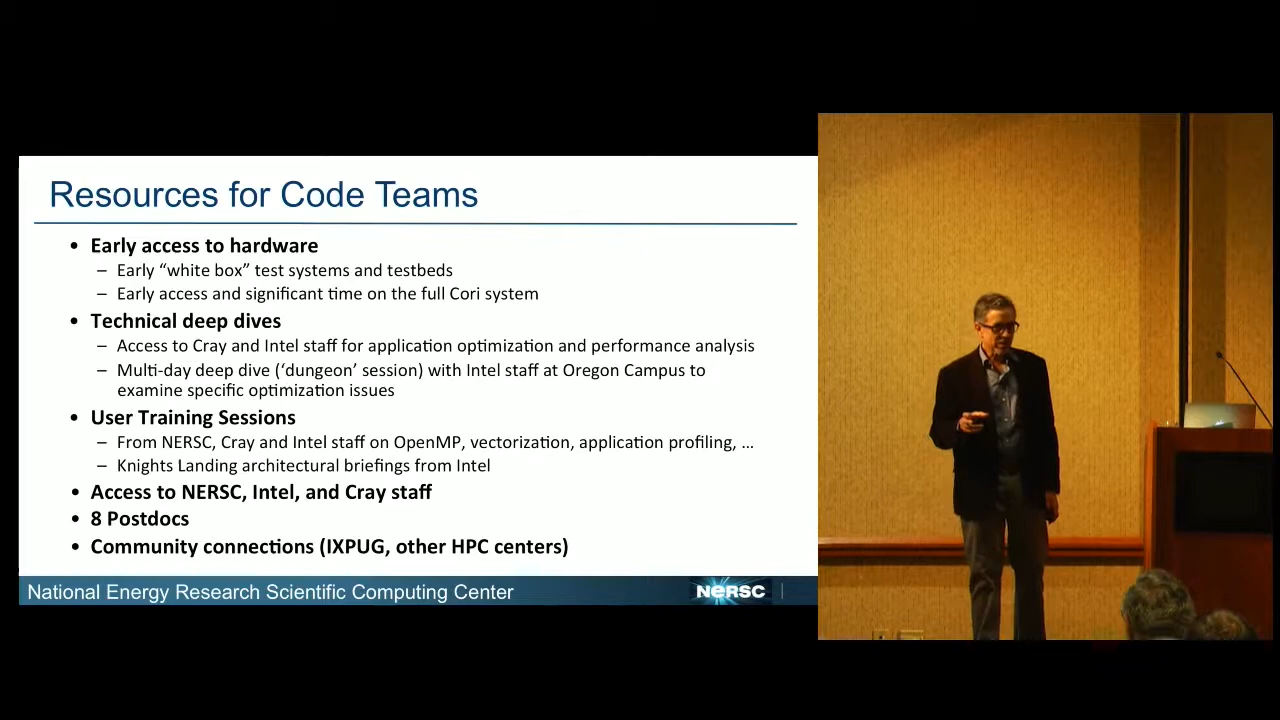 Resources for Code Teams
• Early access to hardware
– Early “white box” test systems and testbeds
– Early access and significant time on the full Cori system
• Technical deep dives
– Access to Cray and Intel staff for application optimization and performance analysis
– Multi-day deep dive (‘dungeon’ session) with Intel staff at Oregon Campus to
examine specific optimization issues
• User Training Sessions
– From NERSC, Cray and Intel staff on OpenMP, vectorization, application profiling, …
– Knights Landing architectural briefings from Intel
• Access to NERSC, Intel, and Cray staff
• 8 Postdocs
• Community connections (IXPUG, other HPC centers)
National Energy Research Scientific Computing Center
NERSC